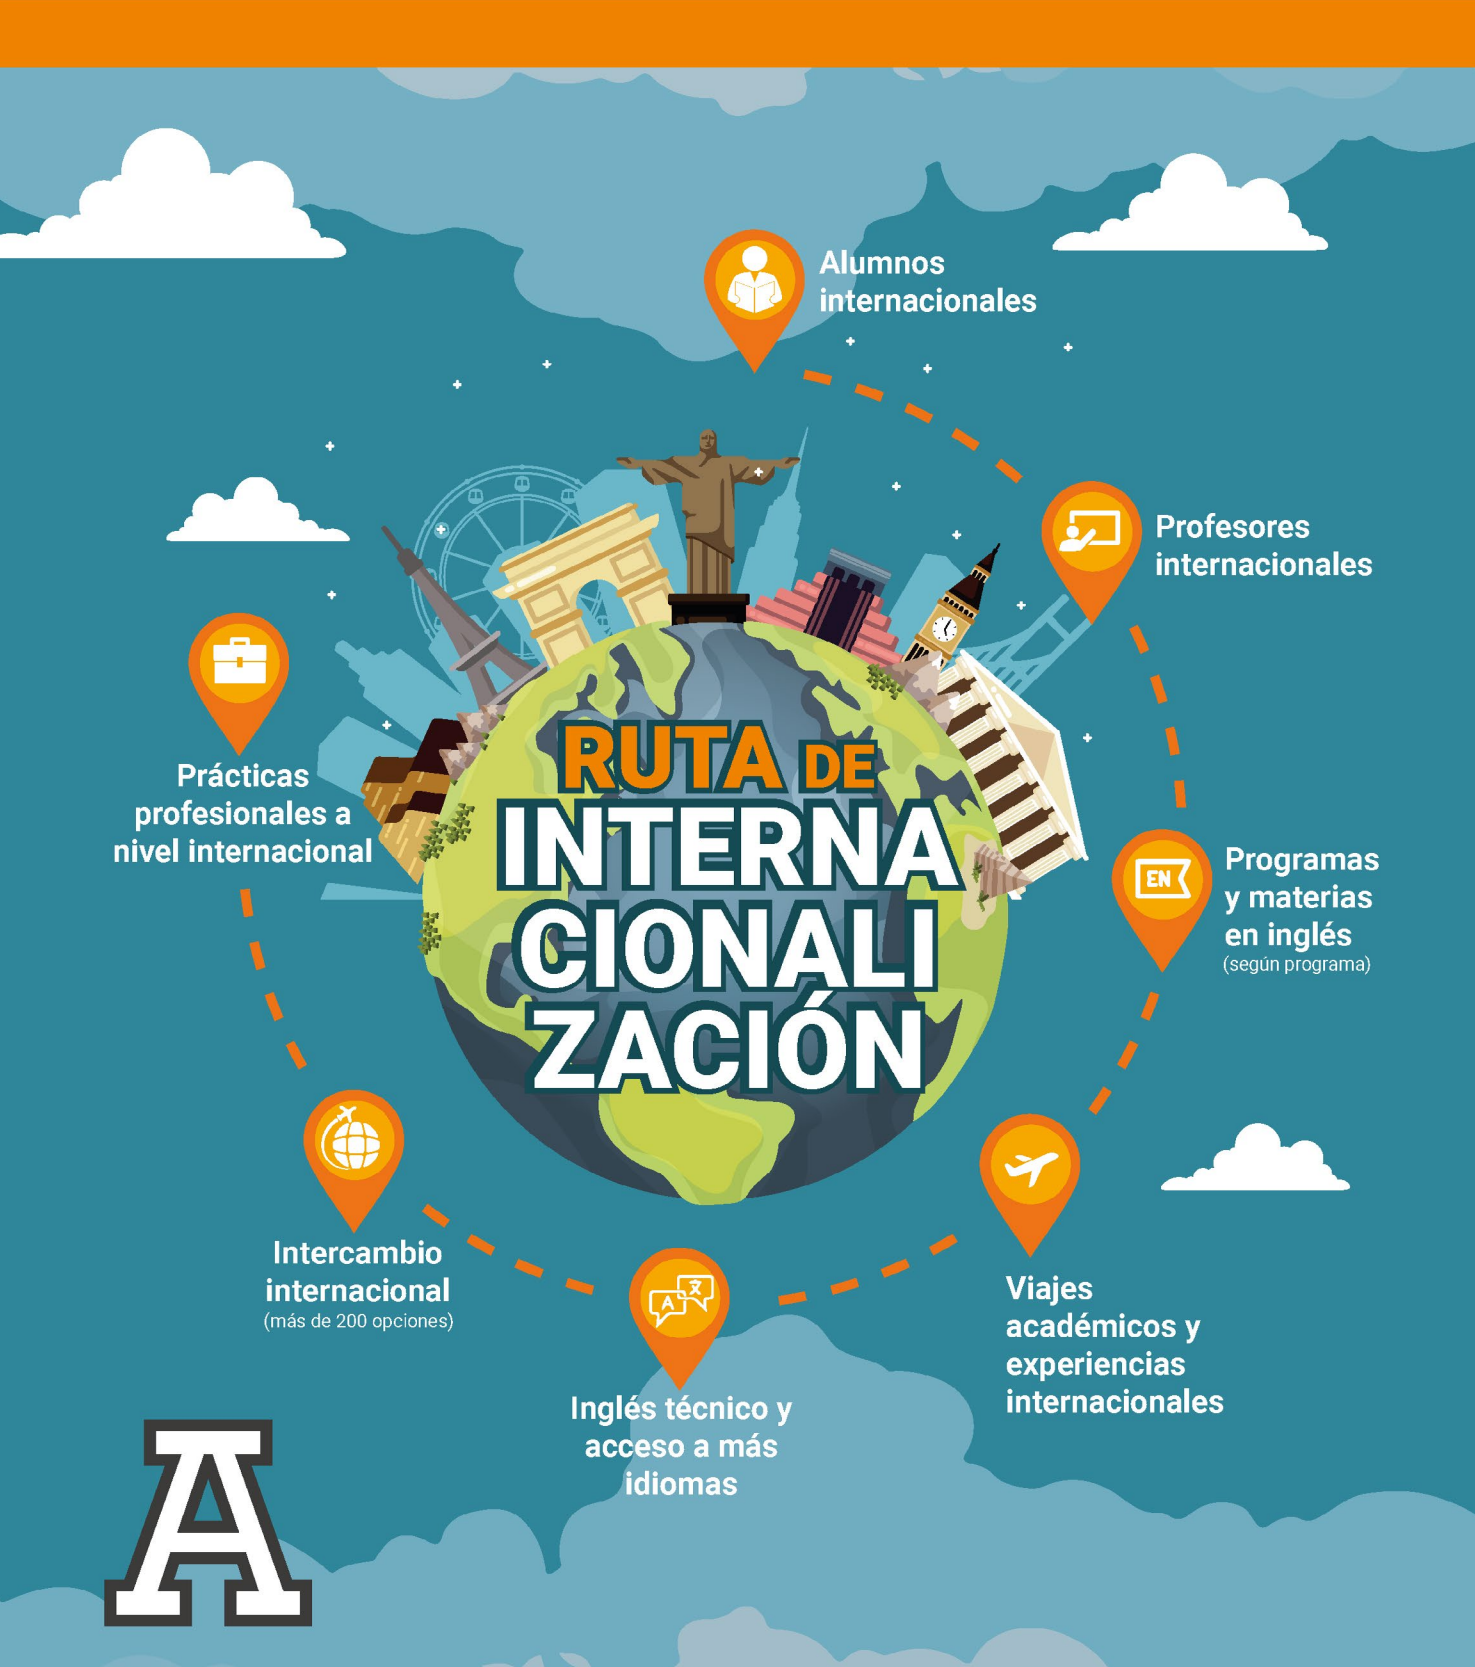 Alumnos
internacionales
Profesores
internacionales
Prácticas
profesionales a
nivel internacional
RUTA DE
INTERNA
CIONALI
ZACIÓN
EN
Programas
y materias
en inglés
(según programa)
Intercambio
internacional
(más de 200 opciones)
A 文
Inglés técnico y
acceso a más
idiomas
Viajes
académicos y
experiencias
internacionales
A